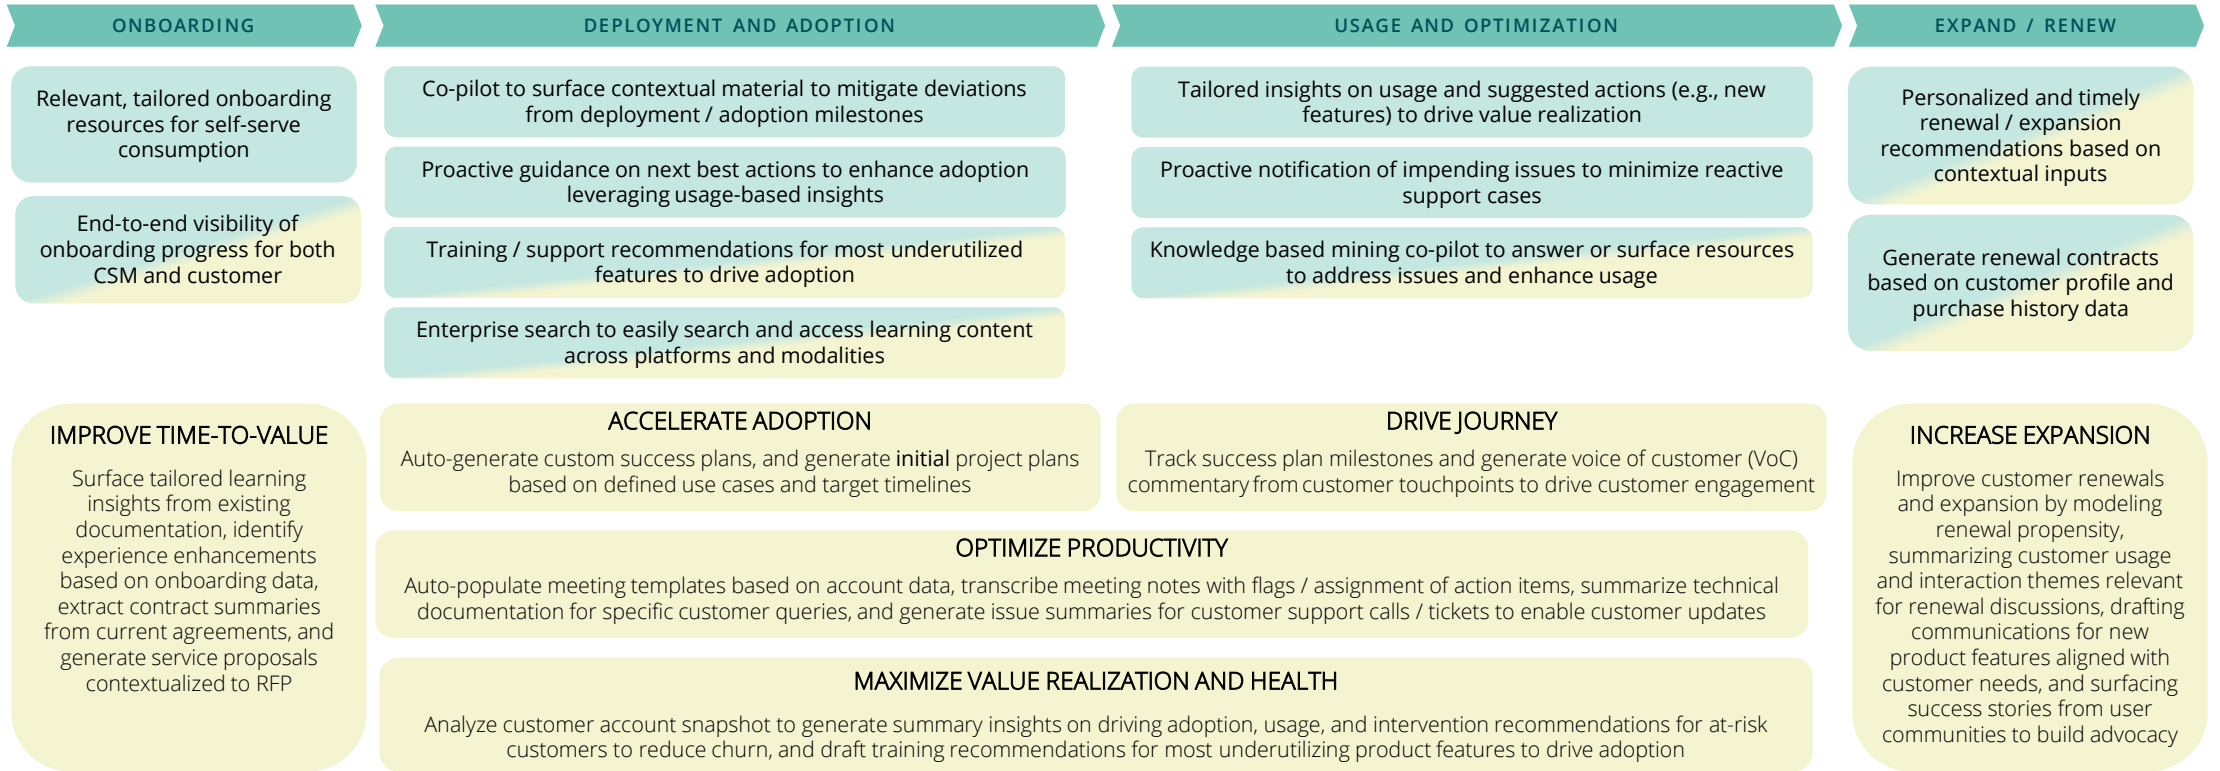 ONBOARDING
DEPLOYMENT AND ADOPTION
USAGE AND OPTIMIZATION
EXPAND / RENEW
Relevant, tailored onboarding
resources for self-serve
consumption
End-to-end visibility of
onboarding progress for both
CSM and customer
Co-pilot to surface contextual material to mitigate deviations
from deployment / adoption milestones
Proactive guidance on next best actions to enhance adoption
leveraging usage-based insights
Training / support recommendations for most underutilized
features to drive adoption
Enterprise search to easily search and access learning content
across platforms and modalities
Tailored insights on usage and suggested actions (e.g., new
features) to drive value realization
Proactive notification of impending issues to minimize reactive
support cases
Knowledge based mining co-pilot to answer or surface resources
to address issues and enhance usage
Personalized and timely
renewal / expansion
recommendations based on
contextual inputs
Generate renewal contracts
based on customer profile and
purchase history data
IMPROVE TIME-TO-VALUE
Surface tailored learning
insights from existing
documentation, identify
experience enhancements
based on onboarding data,
extract contract summaries
from current agreements, and
generate service proposals
contextualized to RFP
ACCELERATE ADOPTION
Auto-generate custom success plans, and generate initial project plans
based on defined use cases and target timelines
DRIVE JOURNEY
Track success plan milestones and generate voice of customer (VoC)
commentary from customer touchpoints to drive customer engagement
OPTIMIZE PRODUCTIVITY
Auto-populate meeting templates based on account data, transcribe meeting notes with flags / assignment of action items, summarize technical
documentation for specific customer queries, and generate issue summaries for customer support calls / tickets to enable customer updates
MAXIMIZE VALUE REALIZATION AND HEALTH
Analyze customer account snapshot to generate summary insights on driving adoption, usage, and intervention recommendations for at-risk
customers to reduce churn, and draft training recommendations for most underutilizing product features to drive adoption
INCREASE EXPANSION
Improve customer renewals
and expansion by modeling
renewal propensity,
summarizing customer usage
and interaction themes relevant
for renewal discussions, drafting
communications for new
product features aligned with
customer needs, and surfacing
success stories from user
communities to build advocacy